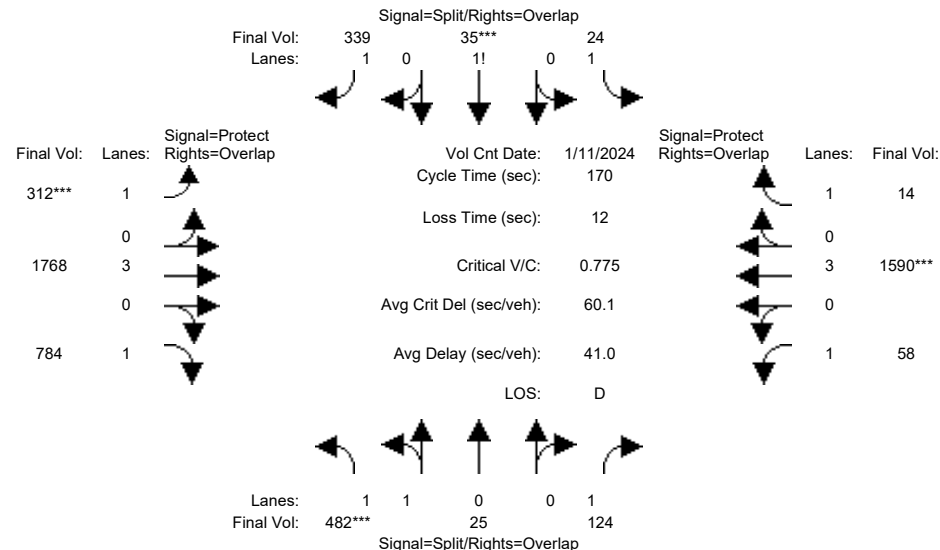 Signal=Split/Rights=Overlap
Final Vol: 339 35*** 24
Lanes: 1 0 1! 0 1
Signal=Protect Signal=Protect
Final Vol: Lanes: Rights=Overlap Vol Cnt Date: 1/11/2024 Rights=Overlap Lanes: Final Vol:
Cycle Time (sec): 170
312*** 1 1 14
Loss Time (sec): 12
0 0
1768 3 Critical V/C: 0.775 3 1590***
0 Avg Crit Del (sec/veh): 60.1 0
784 1 Avg Delay (sec/veh): 41.0 1 58
LOS: D
Lanes: 1 1 0 0 1
Final Vol: 482*** 25 124
Signal=Split/Rights=Overlap